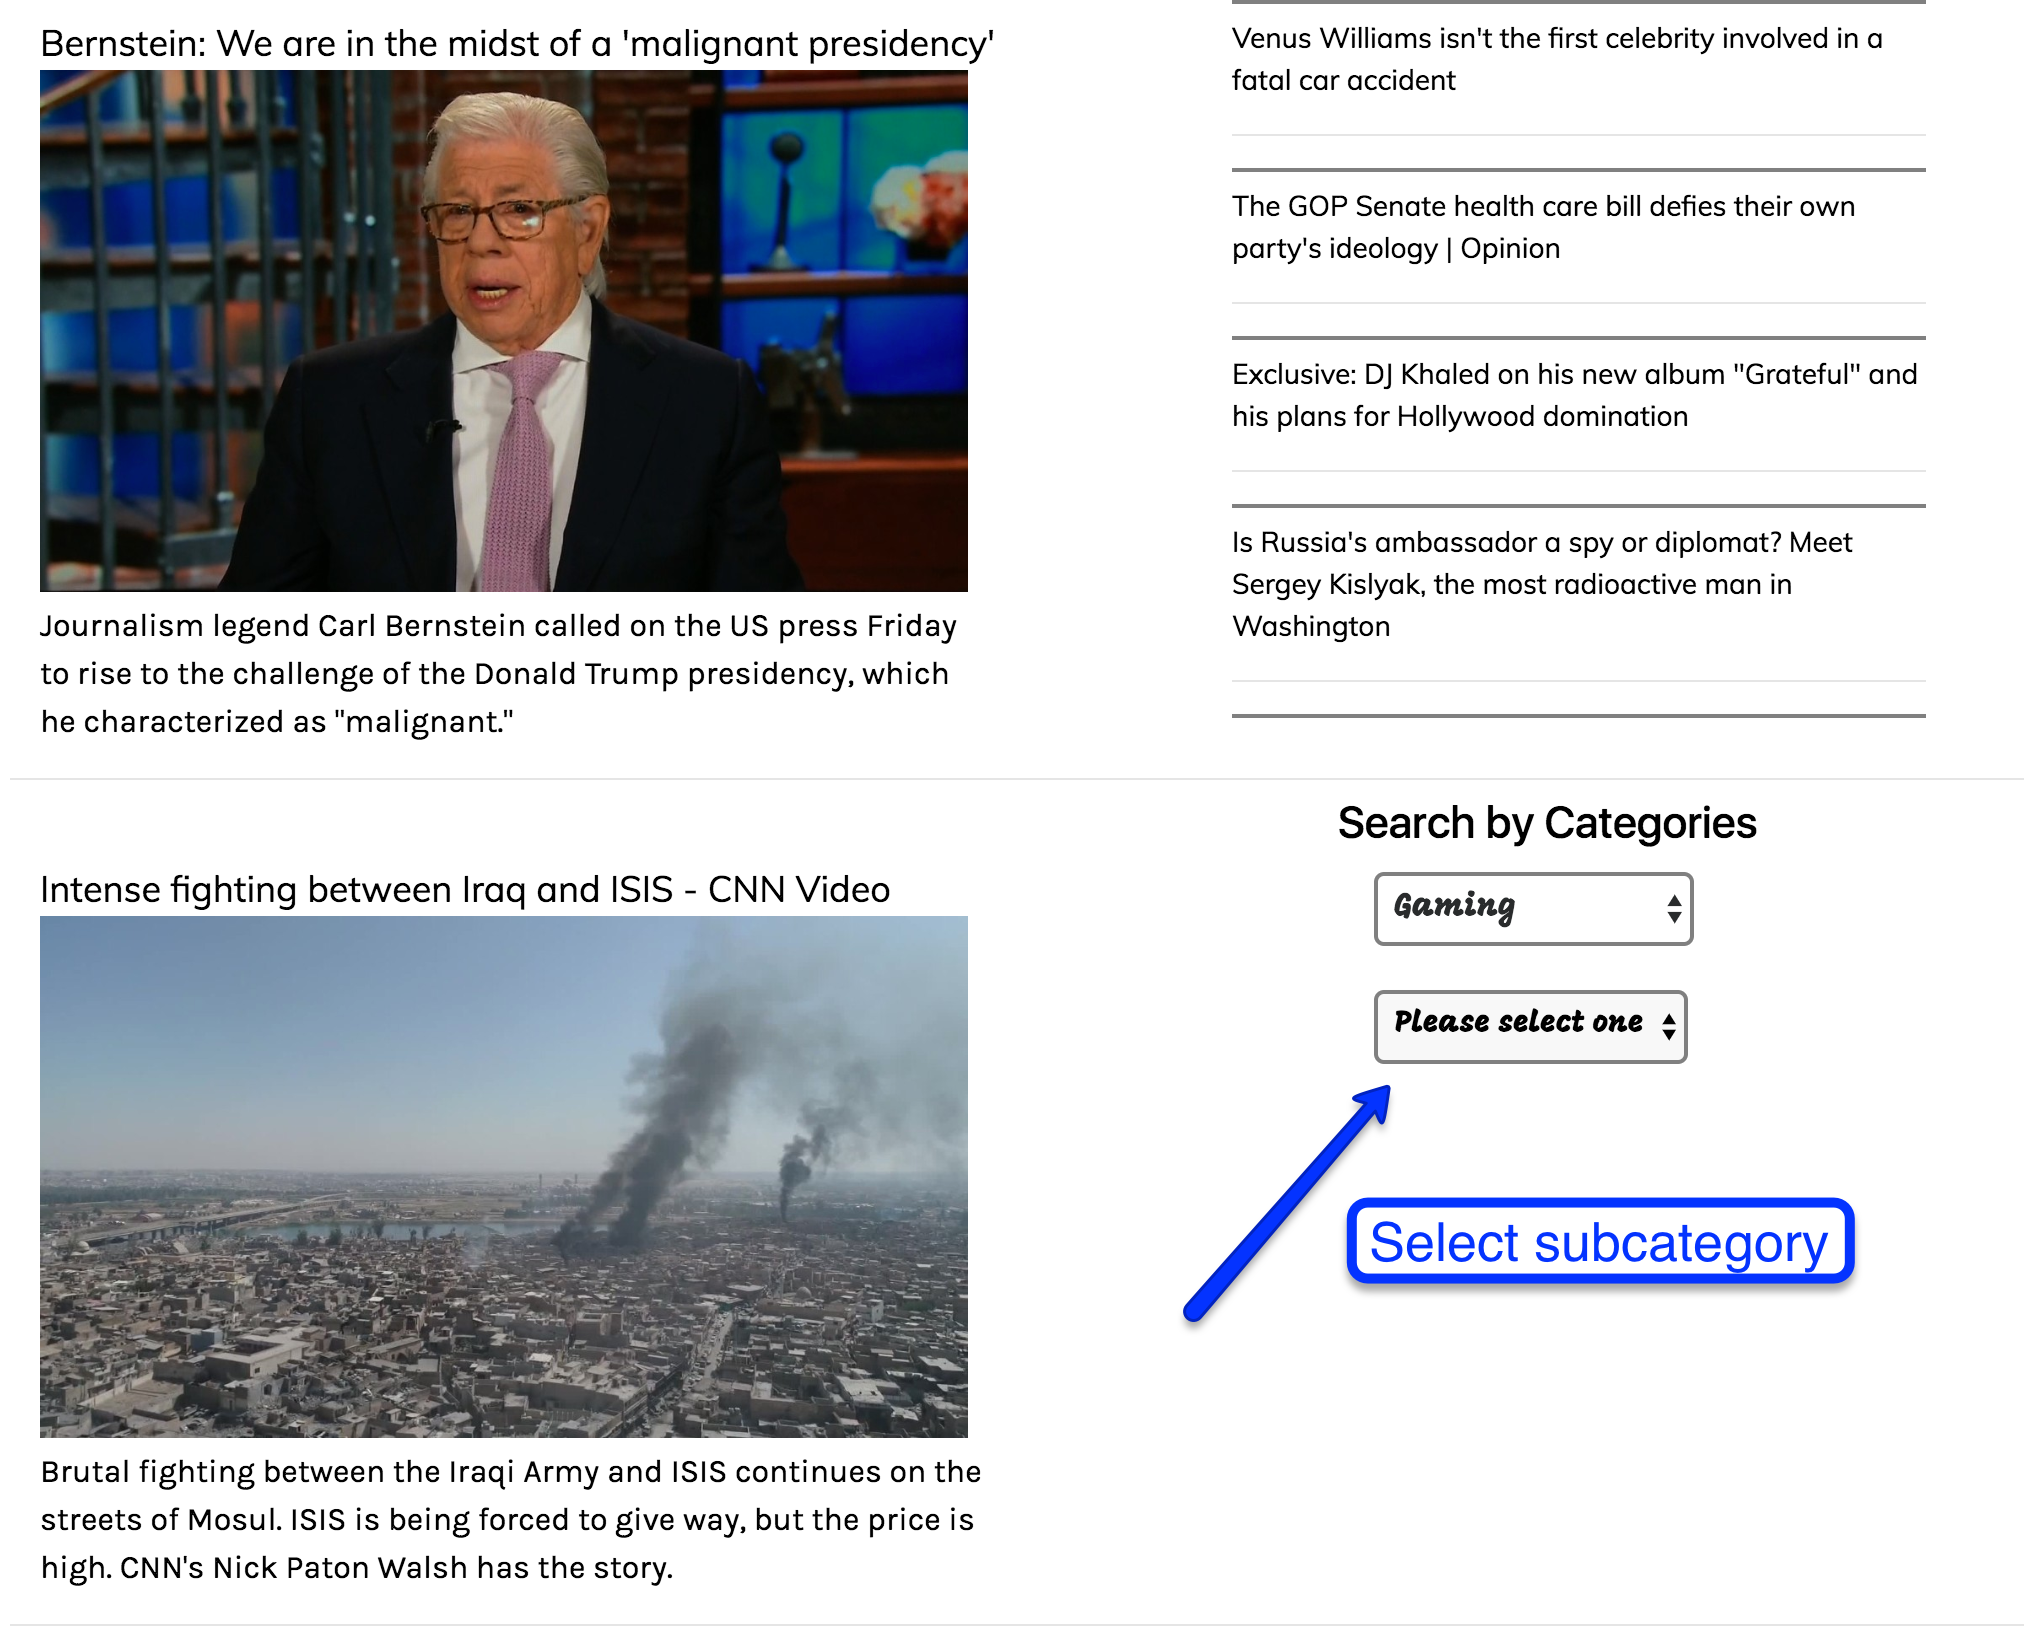 Bernstein: We are in the midst of a 'malignant presidency'
Journalism legend Carl Bernstein called on the US press Friday
to rise to the challenge of the Donald Trump presidency, which
he characterized as "malignant."
Intense fighting between Iraq and ISIS - CNN Video
Brutal fighting between the Iraqi Army and ISIS continues on the
streets of Mosul. ISIS is being forced to give way, but the price is
high. CNN's Nick Paton Walsh has the story.
Venus Williams isn't the first celebrity involved in a
fatal car accident
The GOP Senate health care bill defies their own
party's ideology | Opinion
Exclusive: DJ Khaled on his new album "Grateful" and
his plans for Hollywood domination
Is Russia's ambassador a spy or diplomat? Meet
Sergey Kislyak, the most radioactive man in
Washington
Search by Categories
Gaming
Please select one
Select subcategory